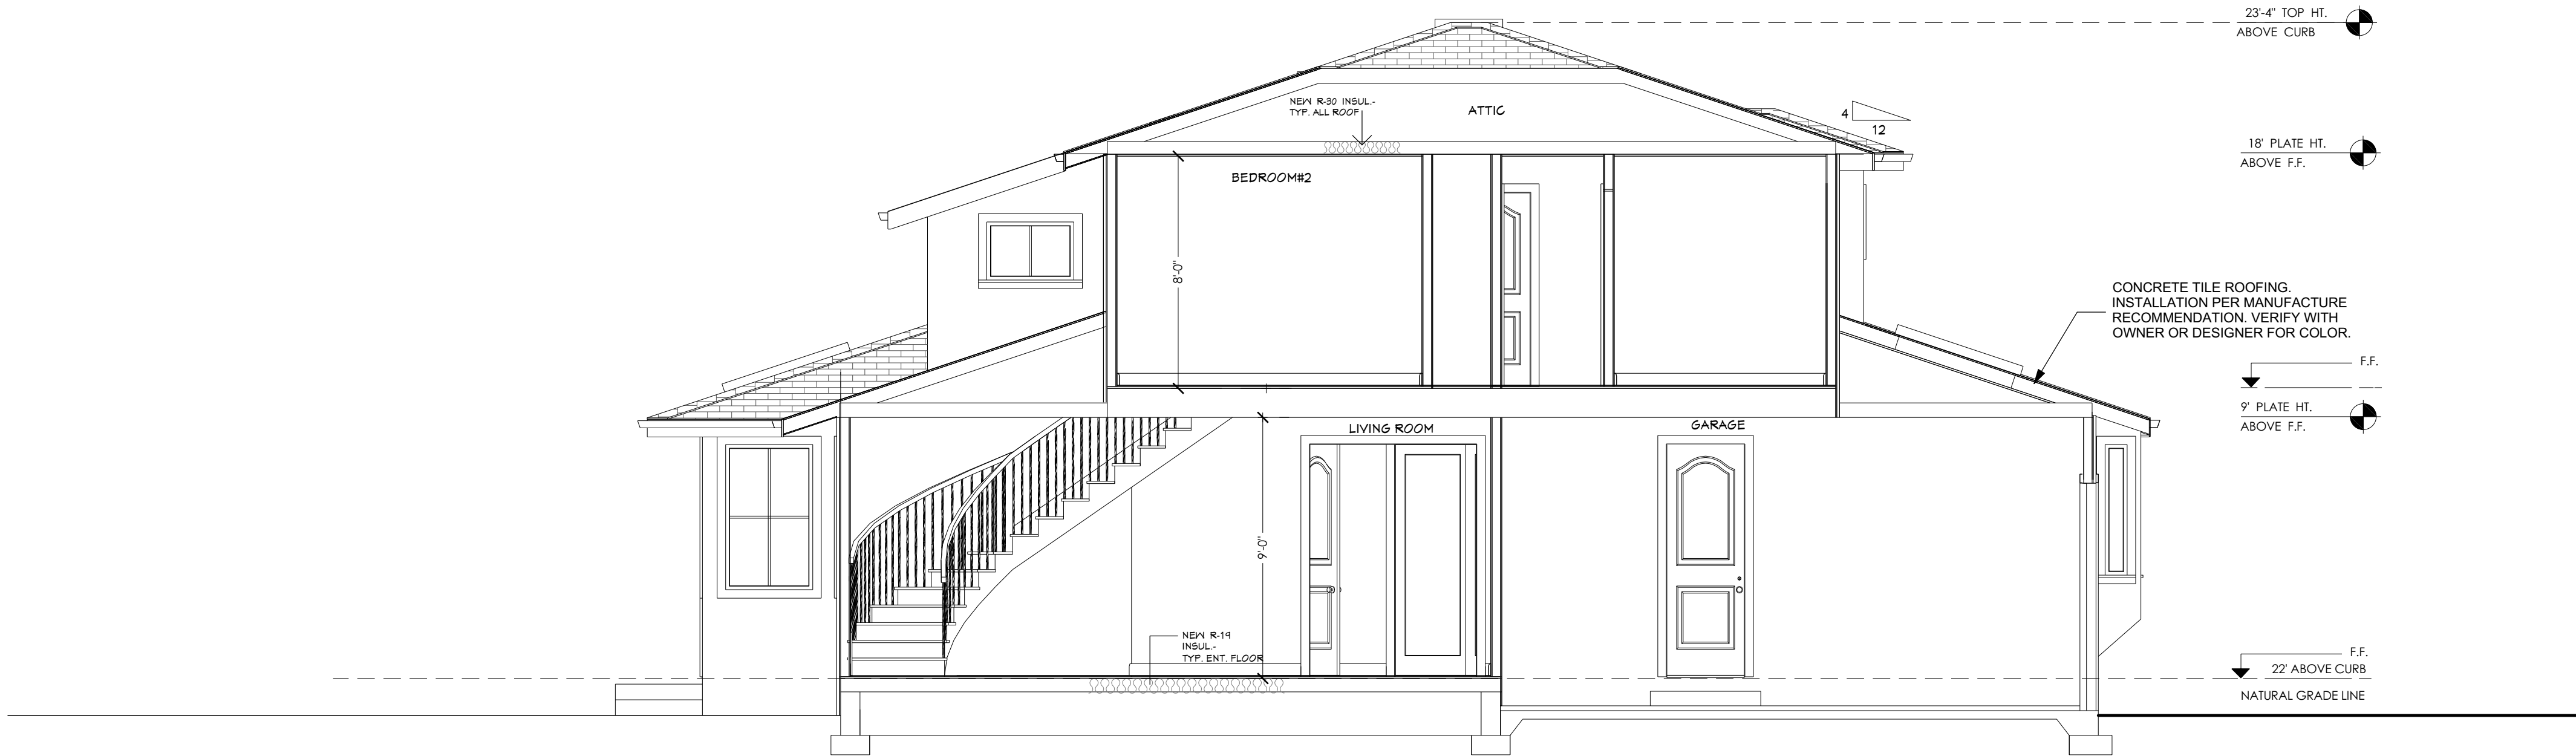 23'-4" TOP HT.
ABOVE CURB
NEW R-30 INSUL.-
TYP. ALL ROOF
ATTIC
4
12
18' PLATE HT.
ABOVE F.F.
BEDROOM#2
8'-0"
CONCRETE TILE ROOFING.
INSTALLATION PER MANUFACTURE
RECOMMENDATION. VERIFY WITH
OWNER OR DESIGNER FOR COLOR.
F.F.
9' PLATE HT.
ABOVE F.F.
LIVING ROOM
GARAGE
9'-0"
NEW R-19
INSUL.-
TYP. ENT. FLOOR
F.F.
22' ABOVE CURB
NATURAL GRADE LINE